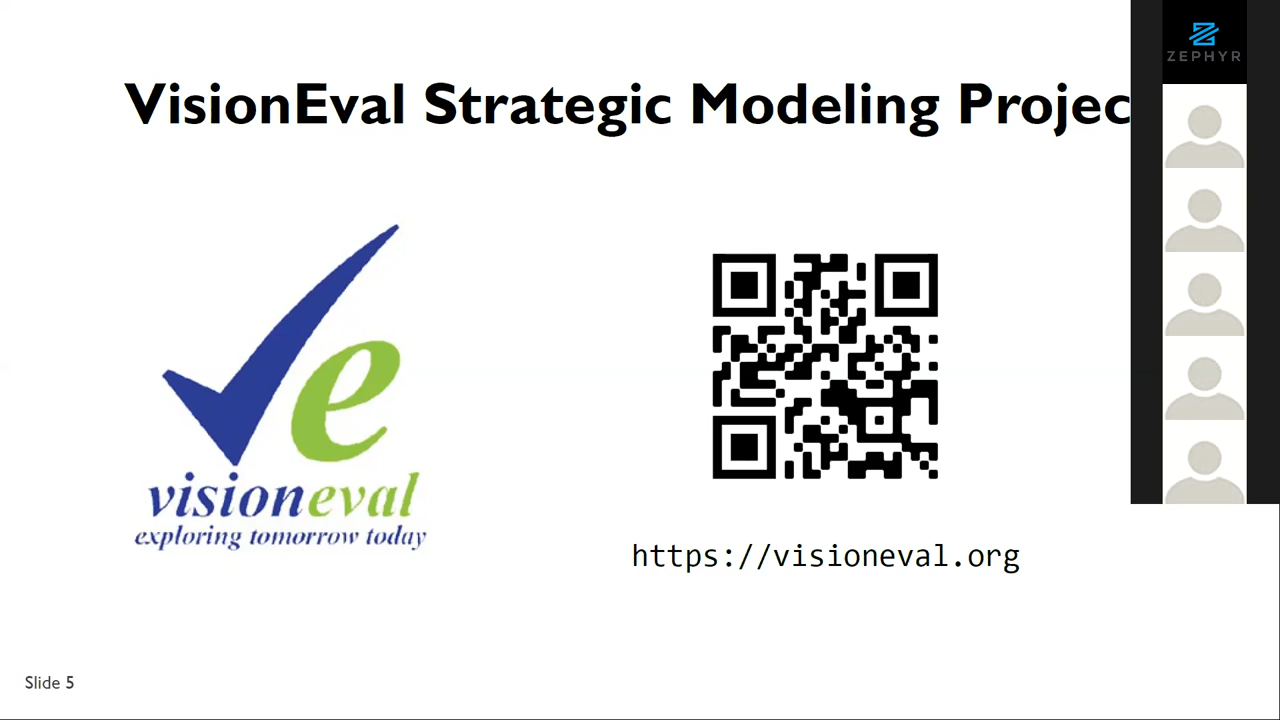 VisionEval Strategic Modeling Projec
ZEPHYR
visioneval
exploring tomorrow today
https://visioneval.org
Slide 5